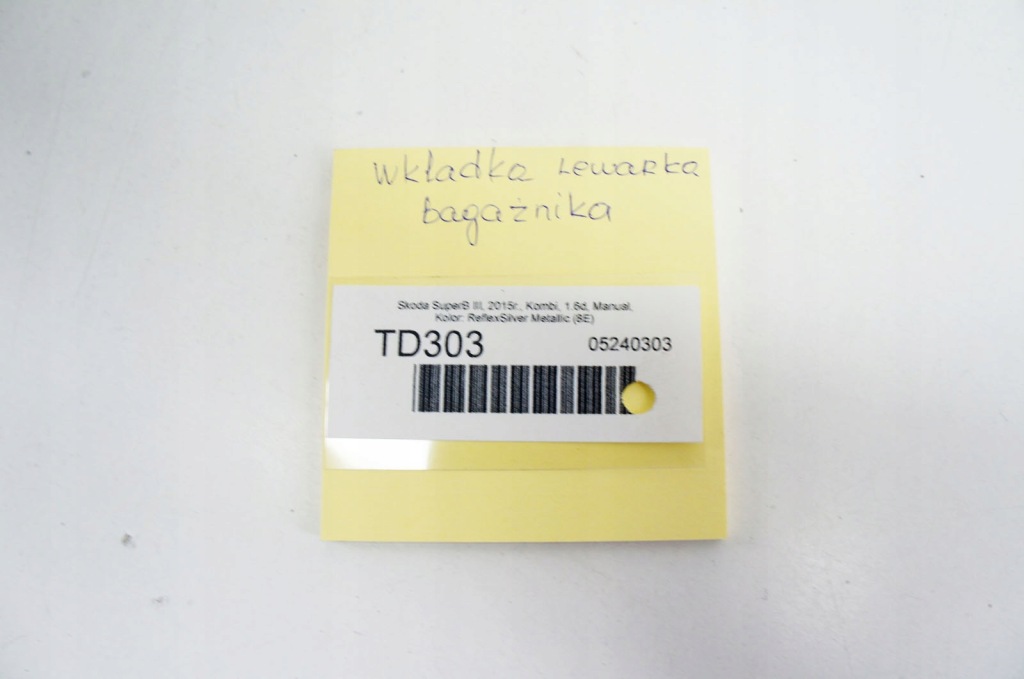 Wkładka Lewarka
bagażnika
Skoda SuperB III, 2015r., Kombi, 1.6d, Manual,
Kolor: ReflexSilver Metallic (8E)
TD303 05240303